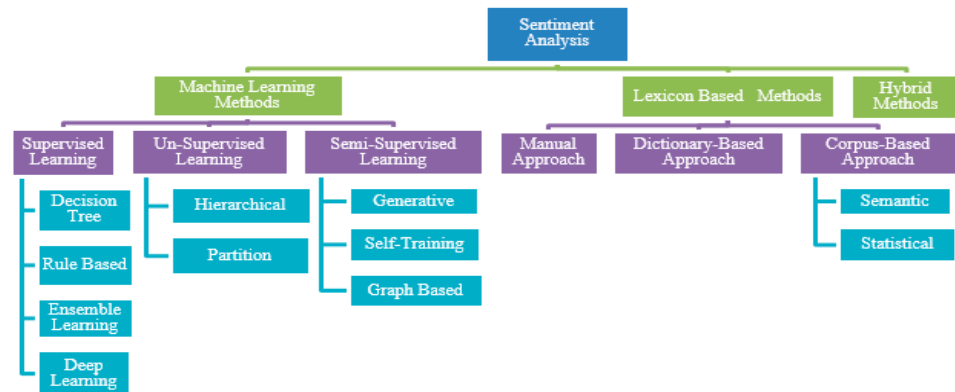 Sentiment
Analysis
Machine Learning
Methods
Lexicon Based Methods
Hybrid
Methods
Supervised
Learning
Un-Supervised
Learning
Semi-Supervised
Learning
Manual
Approach
Dictionary-Based
Approach
Corpus-Based
Approach
Decision
Tree
Rule Based
Ensemble
Learning
Deep
Learning
Hierarchical
Partition
Generative
Self-Training
Graph Based
Semantic
Statistical